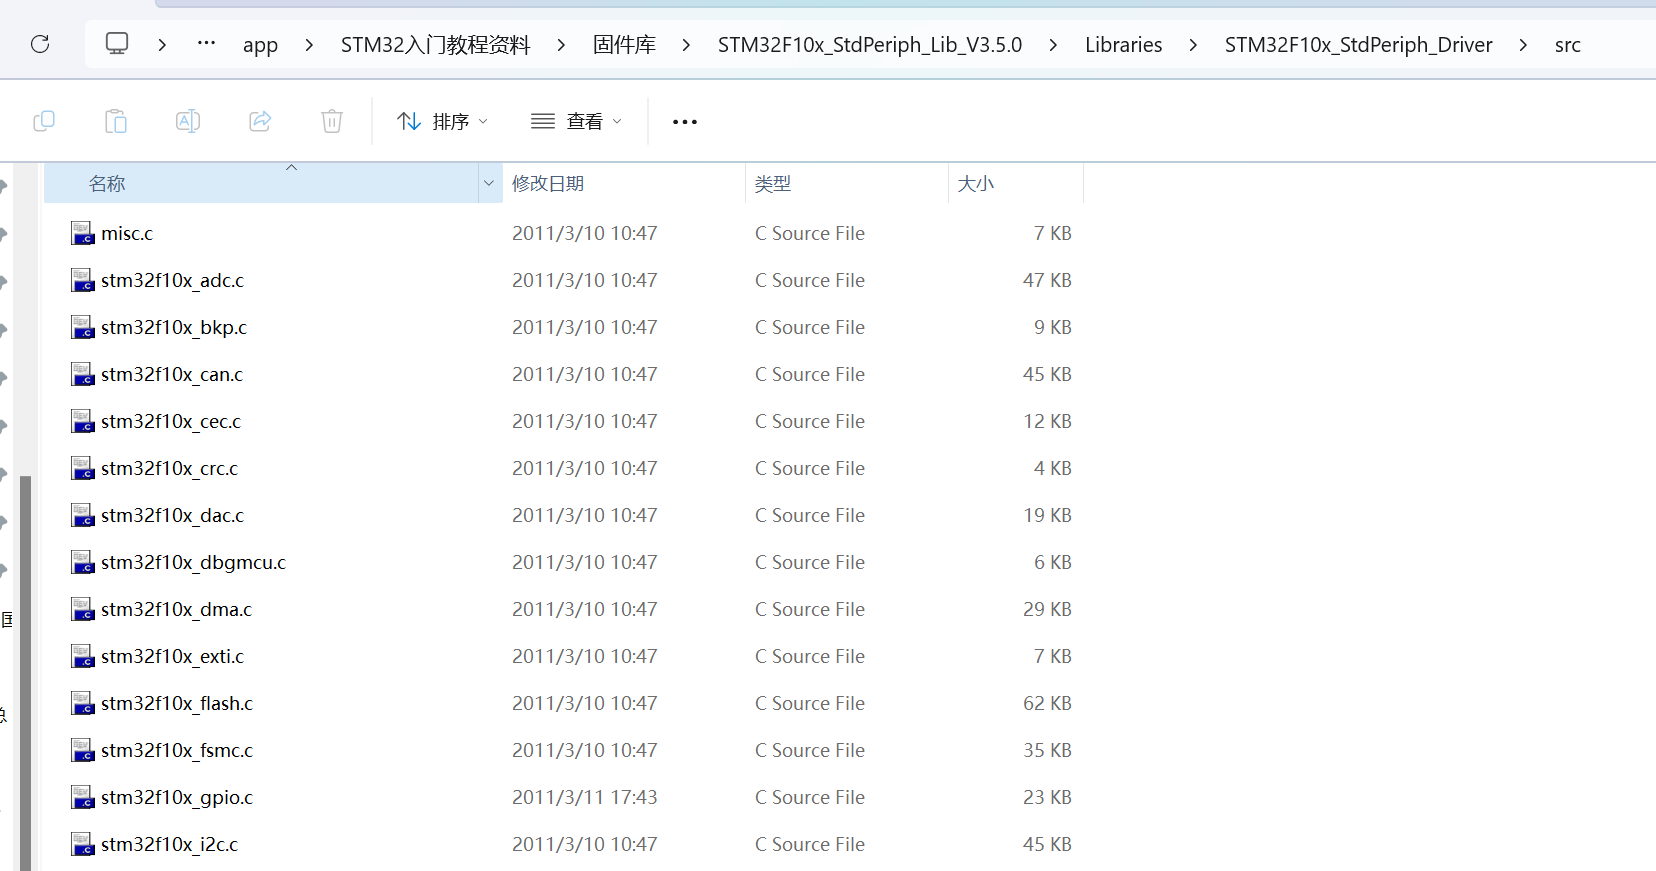 app > STM32入门教程资料 > 固件库 > STM32F10x_StdPeriph_Lib_V3.5.0 > Libraries > STM32F10x_StdPeriph_Driver > src
排序 查看
名称 修改日期 类型 大小
misc.c 2011/3/10 10:47 C Source File 7 KB
stm32f10x_adc.c 2011/3/10 10:47 C Source File 47 KB
stm32f10x_bkp.c 2011/3/10 10:47 C Source File 9 KB
stm32f10x_can.c 2011/3/10 10:47 C Source File 45 KB
stm32f10x_cec.c 2011/3/10 10:47 C Source File 12 KB
stm32f10x_crc.c 2011/3/10 10:47 C Source File 4 KB
stm32f10x_dac.c 2011/3/10 10:47 C Source File 19 KB
stm32f10x_dbgmcu.c 2011/3/10 10:47 C Source File 6 KB
stm32f10x_dma.c 2011/3/10 10:47 C Source File 29 KB
stm32f10x_exti.c 2011/3/10 10:47 C Source File 7 KB
stm32f10x_flash.c 2011/3/10 10:47 C Source File 62 KB
stm32f10x_fsmc.c 2011/3/10 10:47 C Source File 35 KB
stm32f10x_gpio.c 2011/3/11 17:43 C Source File 23 KB
stm32f10x_i2c.c 2011/3/10 10:47 C Source File 45 KB